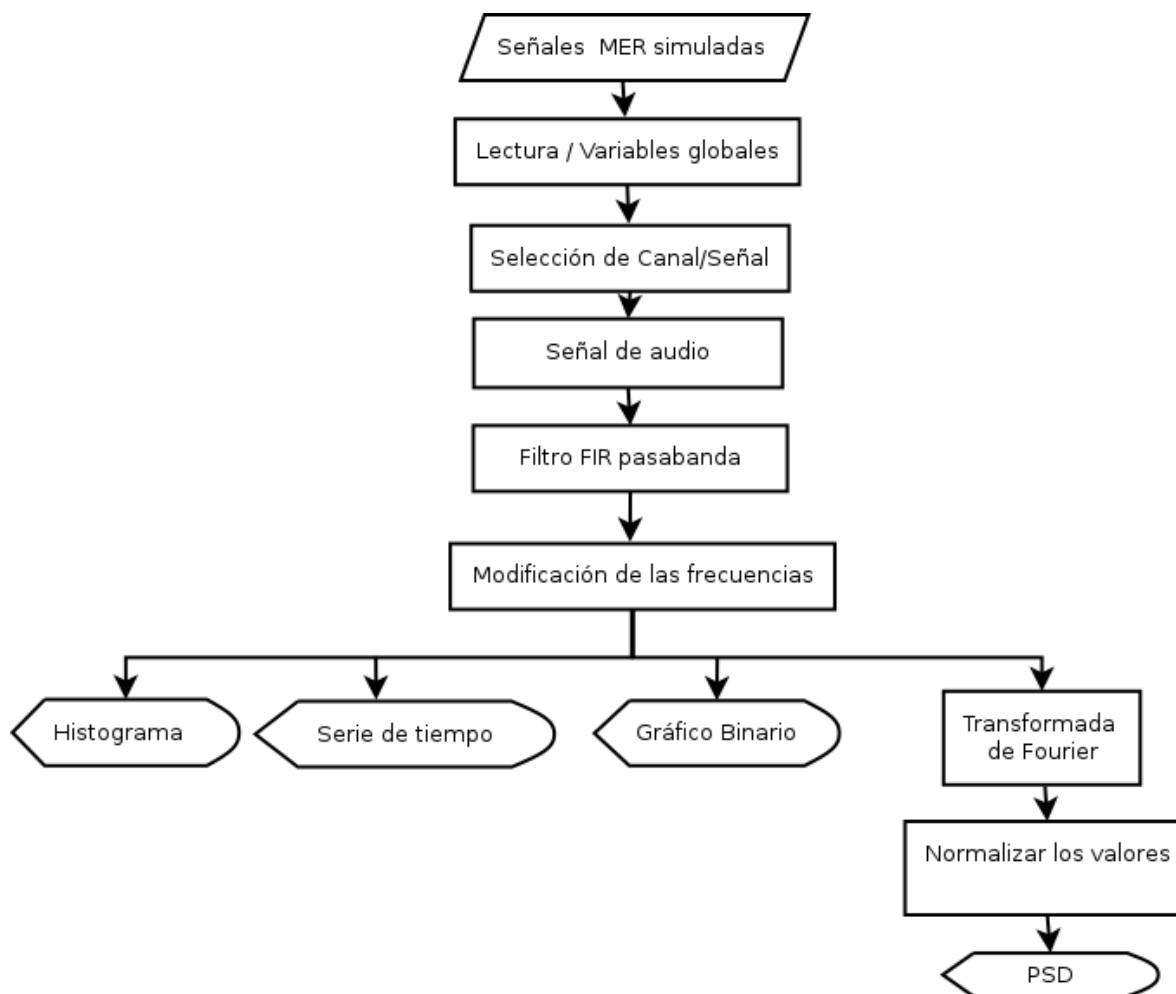 Señales MER simuladas
Lectura / Variables globales
Selección de Canal/Señal
Señal de audio
Filtro FIR pasabanda
Modificación de las frecuencias
Histograma
Serie de tiempo
Gráfico Binario
Transformada
de Fourier
Normalizar los valores
PSD